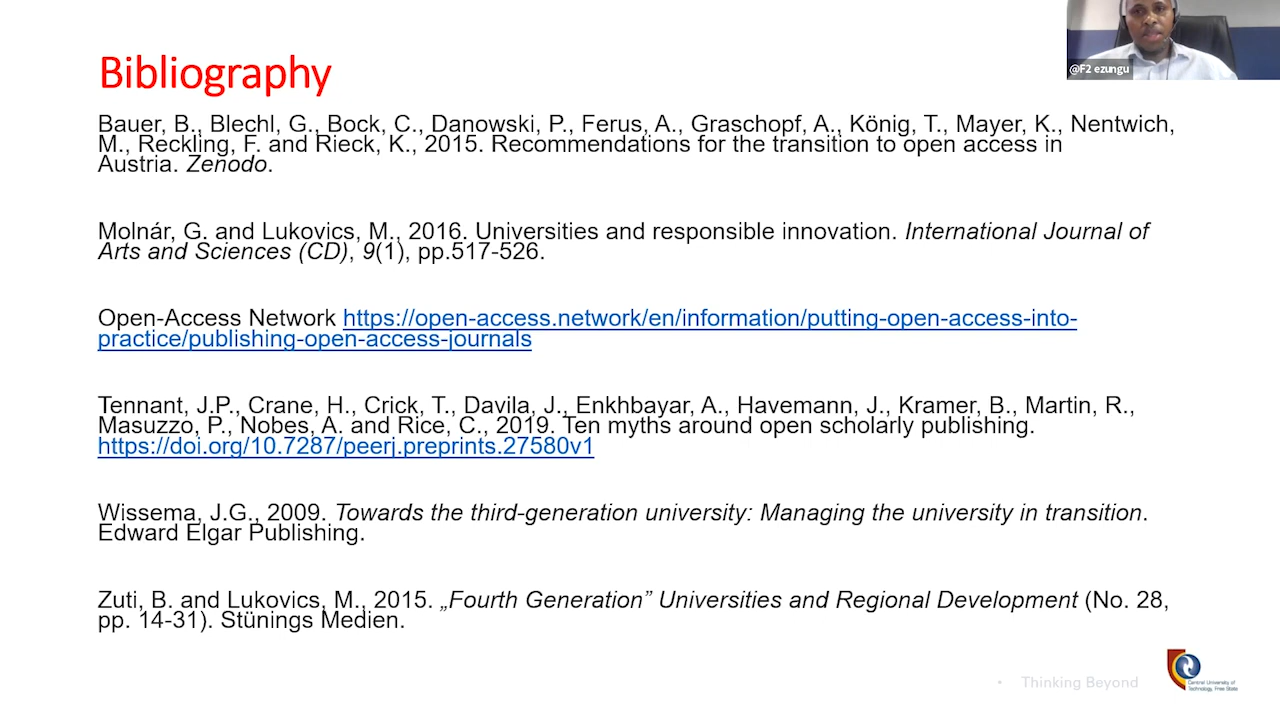 @F2 ezungu
Bibliography
Bauer, B., Blechl, G., Bock, C., Danowski, P., Ferus, A., Graschopf, A., König, T., Mayer, K., Nentwich,
M., Reckling, F. and Rieck, K., 2015. Recommendations for the transition to open access in
Austria. Zenodo.
Molnár, G. and Lukovics, M., 2016. Universities and responsible innovation. International Journal of
Arts and Sciences (CD), 9(1), pp.517-526.
Open-Access Network https://open-access.network/en/information/putting-open-access-into-
practice/publishing-open-access-journals
Tennant, J.P., Crane, H., Crick, T., Davila, J., Enkhbayar, A., Havemann, J., Kramer, B., Martin, R.,
Masuzzo, P., Nobes, A. and Rice, C., 2019. Ten myths around open scholarly publishing.
https://doi.org/10.7287/peerj.preprints.27580v1
Wissema, J.G., 2009. Towards the third-generation university: Managing the university in transition.
Edward Elgar Publishing.
Zuti, B. and Lukovics, M., 2015. „Fourth Generation” Universities and Regional Development (No. 28,
pp. 14-31). Stünings Medien.
• Thinking Beyond
Central University of
Technology, Free State